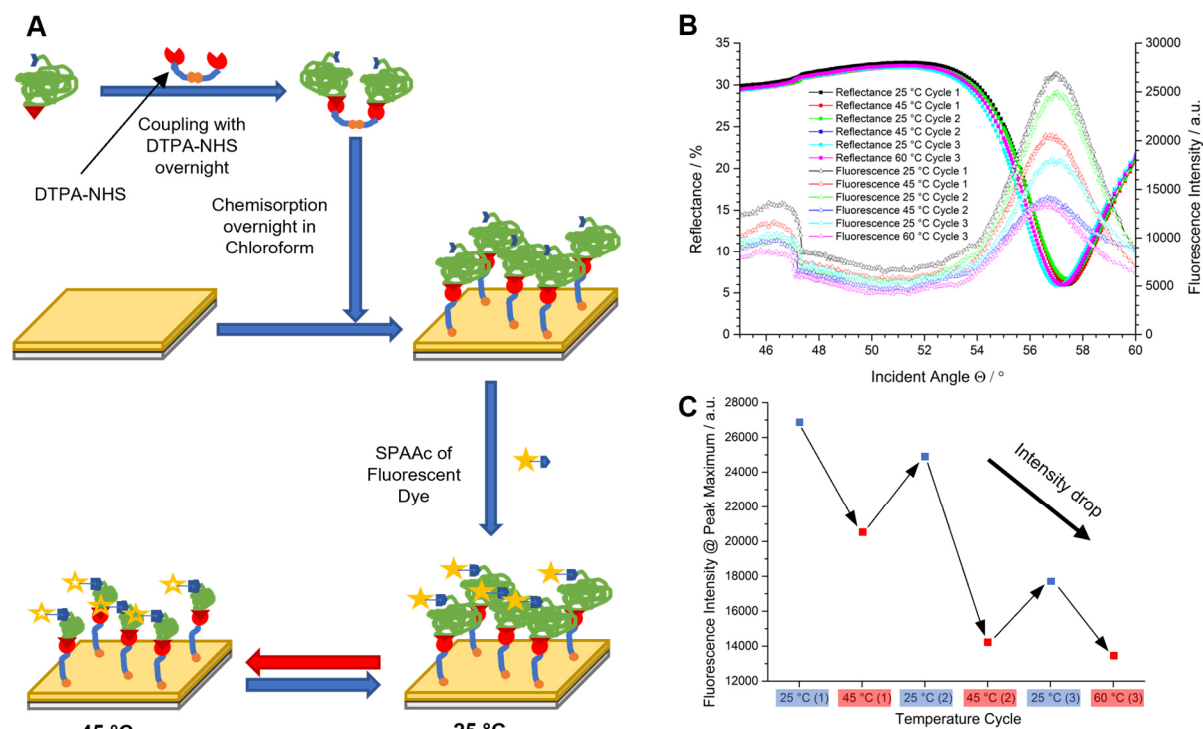 A
Coupling with
DTPA-NHS
overnight
DTPA-NHS
Chemisorption
overnight in
Chloroform
SPAAc of
Fluorescent
Dye
45 °C
25 °C
B
35
30
25
20
15
10
5
0
Reflectance / %
Reflectance 25 °C Cycle 1
Reflectance 45 °C Cycle 1
Reflectance 25 °C Cycle 2
Reflectance 45 °C Cycle 2
Reflectance 25 °C Cycle 3
Reflectance 60 °C Cycle 3
Fluorescence 25 °C Cycle 1
Fluorescence 45 °C Cycle 1
Fluorescence 25 °C Cycle 2
Fluorescence 45 °C Cycle 2
Fluorescence 25 °C Cycle 3
Fluorescence 60 °C Cycle 3
30000
25000
20000
15000
10000
5000
0
Fluorescence Intensity / a.u.
46 48 50 52 54 56 58 60
Incident Angle Θ / °
C
28000
26000
24000
22000
20000
18000
16000
14000
12000
Fluorescence Intensity @ Peak Maximum / a.u.
Intensity drop
25 °C (1) 45 °C (1) 25 °C (2) 45 °C (2) 25 °C (3) 60 °C (3)
Temperature Cycle